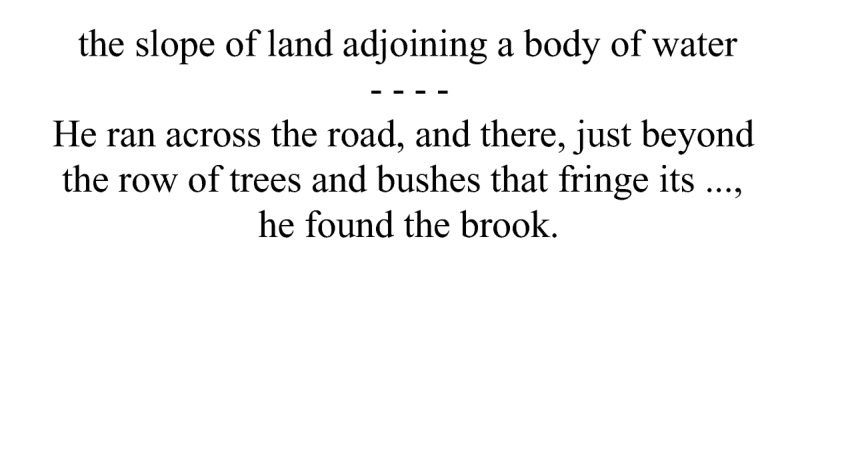 the slope of land adjoining a body of water
- - - -
He ran across the road, and there, just beyond
the row of trees and bushes that fringe its ...,
he found the brook.